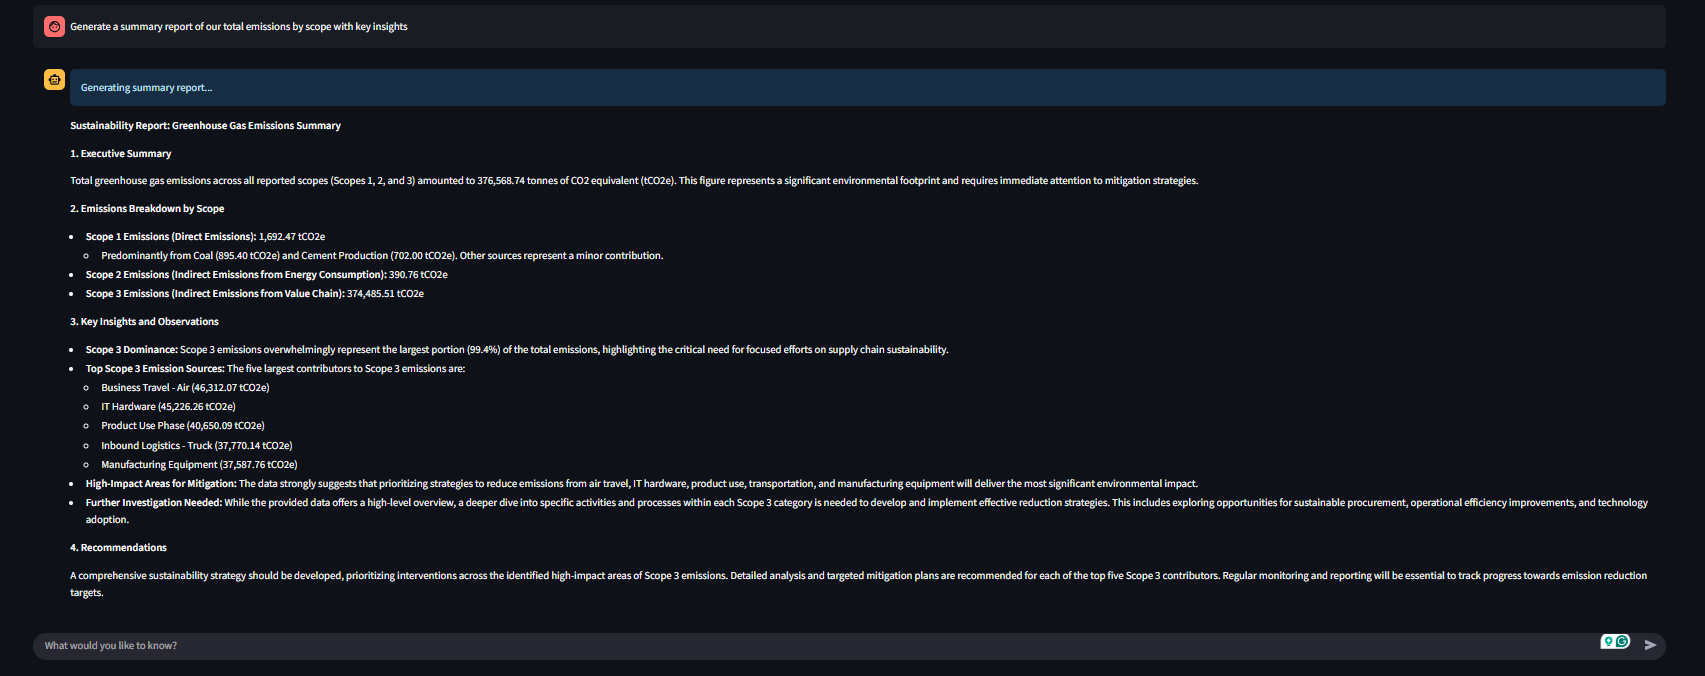 Generate a summary report of our total emissions by scope with key insights
Generating summary report...
Sustainability Report: Greenhouse Gas Emissions Summary
1. Executive Summary
Total greenhouse gas emissions across all reported scopes (Scopes 1, 2, and 3) amounted to 376,568.74 tonnes of CO2 equivalent (tCO2e). This figure represents a significant environmental footprint and requires immediate attention to mitigation strategies.
2. Emissions Breakdown by Scope
• Scope 1 Emissions (Direct Emissions): 1,692.47 tCO2e
○ Predominantly from Coal (895.40 tCO2e) and Cement Production (702.00 tCO2e). Other sources represent a minor contribution.
• Scope 2 Emissions (Indirect Emissions from Energy Consumption): 390.76 tCO2e
• Scope 3 Emissions (Indirect Emissions from Value Chain): 374,485.51 tCO2e
3. Key Insights and Observations
• Scope 3 Dominance: Scope 3 emissions overwhelmingly represent the largest portion (99.4%) of the total emissions, highlighting the critical need for focused efforts on supply chain sustainability.
• Top Scope 3 Emission Sources: The five largest contributors to Scope 3 emissions are:
○ Business Travel - Air (46,312.07 tCO2e)
○ IT Hardware (45,226.26 tCO2e)
○ Product Use Phase (40,650.09 tCO2e)
○ Inbound Logistics - Truck (37,770.14 tCO2e)
○ Manufacturing Equipment (37,587.76 tCO2e)
• High-Impact Areas for Mitigation: The data strongly suggests that prioritizing strategies to reduce emissions from air travel, IT hardware, product use, transportation, and manufacturing equipment will deliver the most significant environmental impact.
• Further Investigation Needed: While the provided data offers a high-level overview, a deeper dive into specific activities and processes within each Scope 3 category is needed to develop and implement effective reduction strategies. This includes exploring opportunities for sustainable procurement, operational efficiency improvements, and technology
adoption.
4. Recommendations
A comprehensive sustainability strategy should be developed, prioritizing interventions across the identified high-impact areas of Scope 3 emissions. Detailed analysis and targeted mitigation plans are recommended for each of the top five Scope 3 contributors. Regular monitoring and reporting will be essential to track progress towards emission reduction
targets.
What would you like to know?